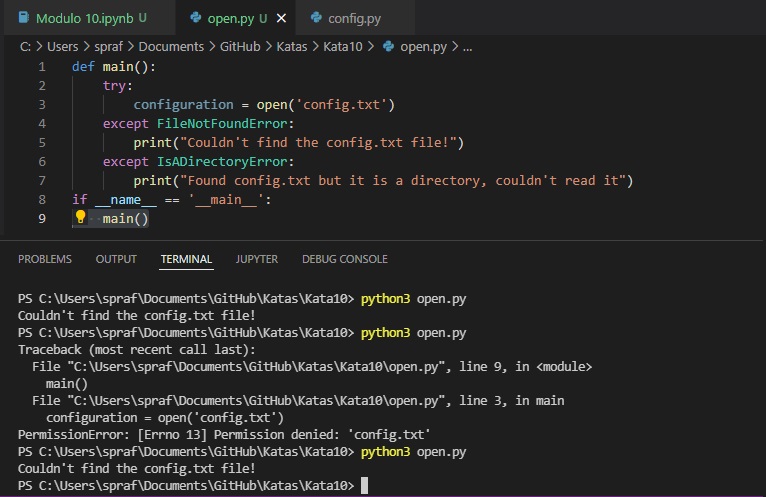 Modulo 10.ipynb U open.py U × config.py
C: > Users > spraf > Documents > GitHub > Katas > Kata10 > open.py > ...
1 def main():
2 try:
3 configuration = open('config.txt')
4 except FileNotFoundError:
5 print("Couldn't find the config.txt file!")
6 except IsADirectoryError:
7 print("Found config.txt but it is a directory, couldn't read it")
8 if __name__ == '__main__':
9 main()
PROBLEMS OUTPUT TERMINAL JUPYTER DEBUG CONSOLE
PS C:\Users\spraf\Documents\GitHub\Katas\Kata10> python3 open.py
Couldn't find the config.txt file!
PS C:\Users\spraf\Documents\GitHub\Katas\Kata10> python3 open.py
Traceback (most recent call last):
File "C:\Users\spraf\Documents\GitHub\Katas\Kata10\open.py", line 9, in <module>
main()
File "C:\Users\spraf\Documents\GitHub\Katas\Kata10\open.py", line 3, in main
configuration = open('config.txt')
PermissionError: [Errno 13] Permission denied: 'config.txt'
PS C:\Users\spraf\Documents\GitHub\Katas\Kata10> python3 open.py
Couldn't find the config.txt file!
PS C:\Users\spraf\Documents\GitHub\Katas\Kata10>